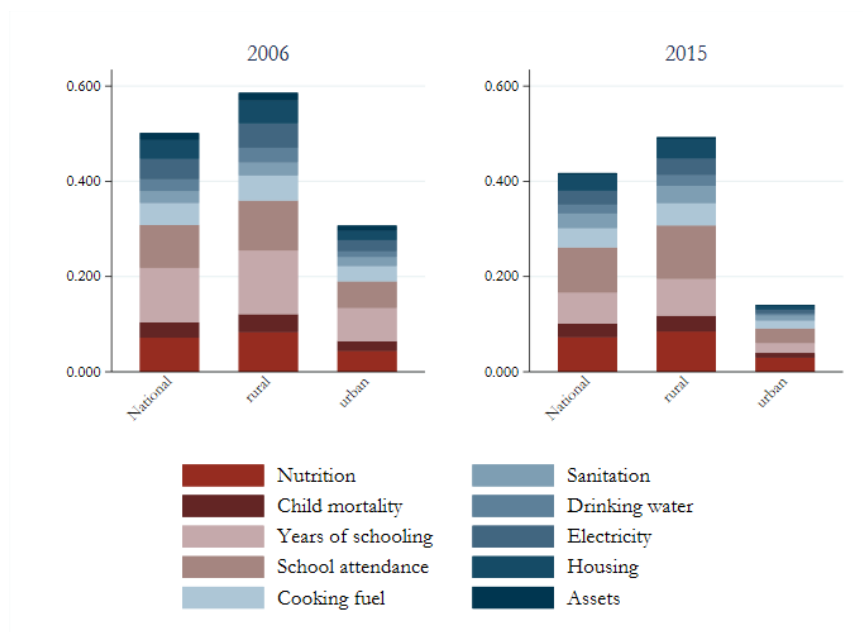 2006
0.600
0.400
0.200
0.000
National
rural
urban
2015
0.600
0.400
0.200
0.000
National
rural
urban
Nutrition
Child mortality
Years of schooling
School attendance
Cooking fuel
Sanitation
Drinking water
Electricity
Housing
Assets